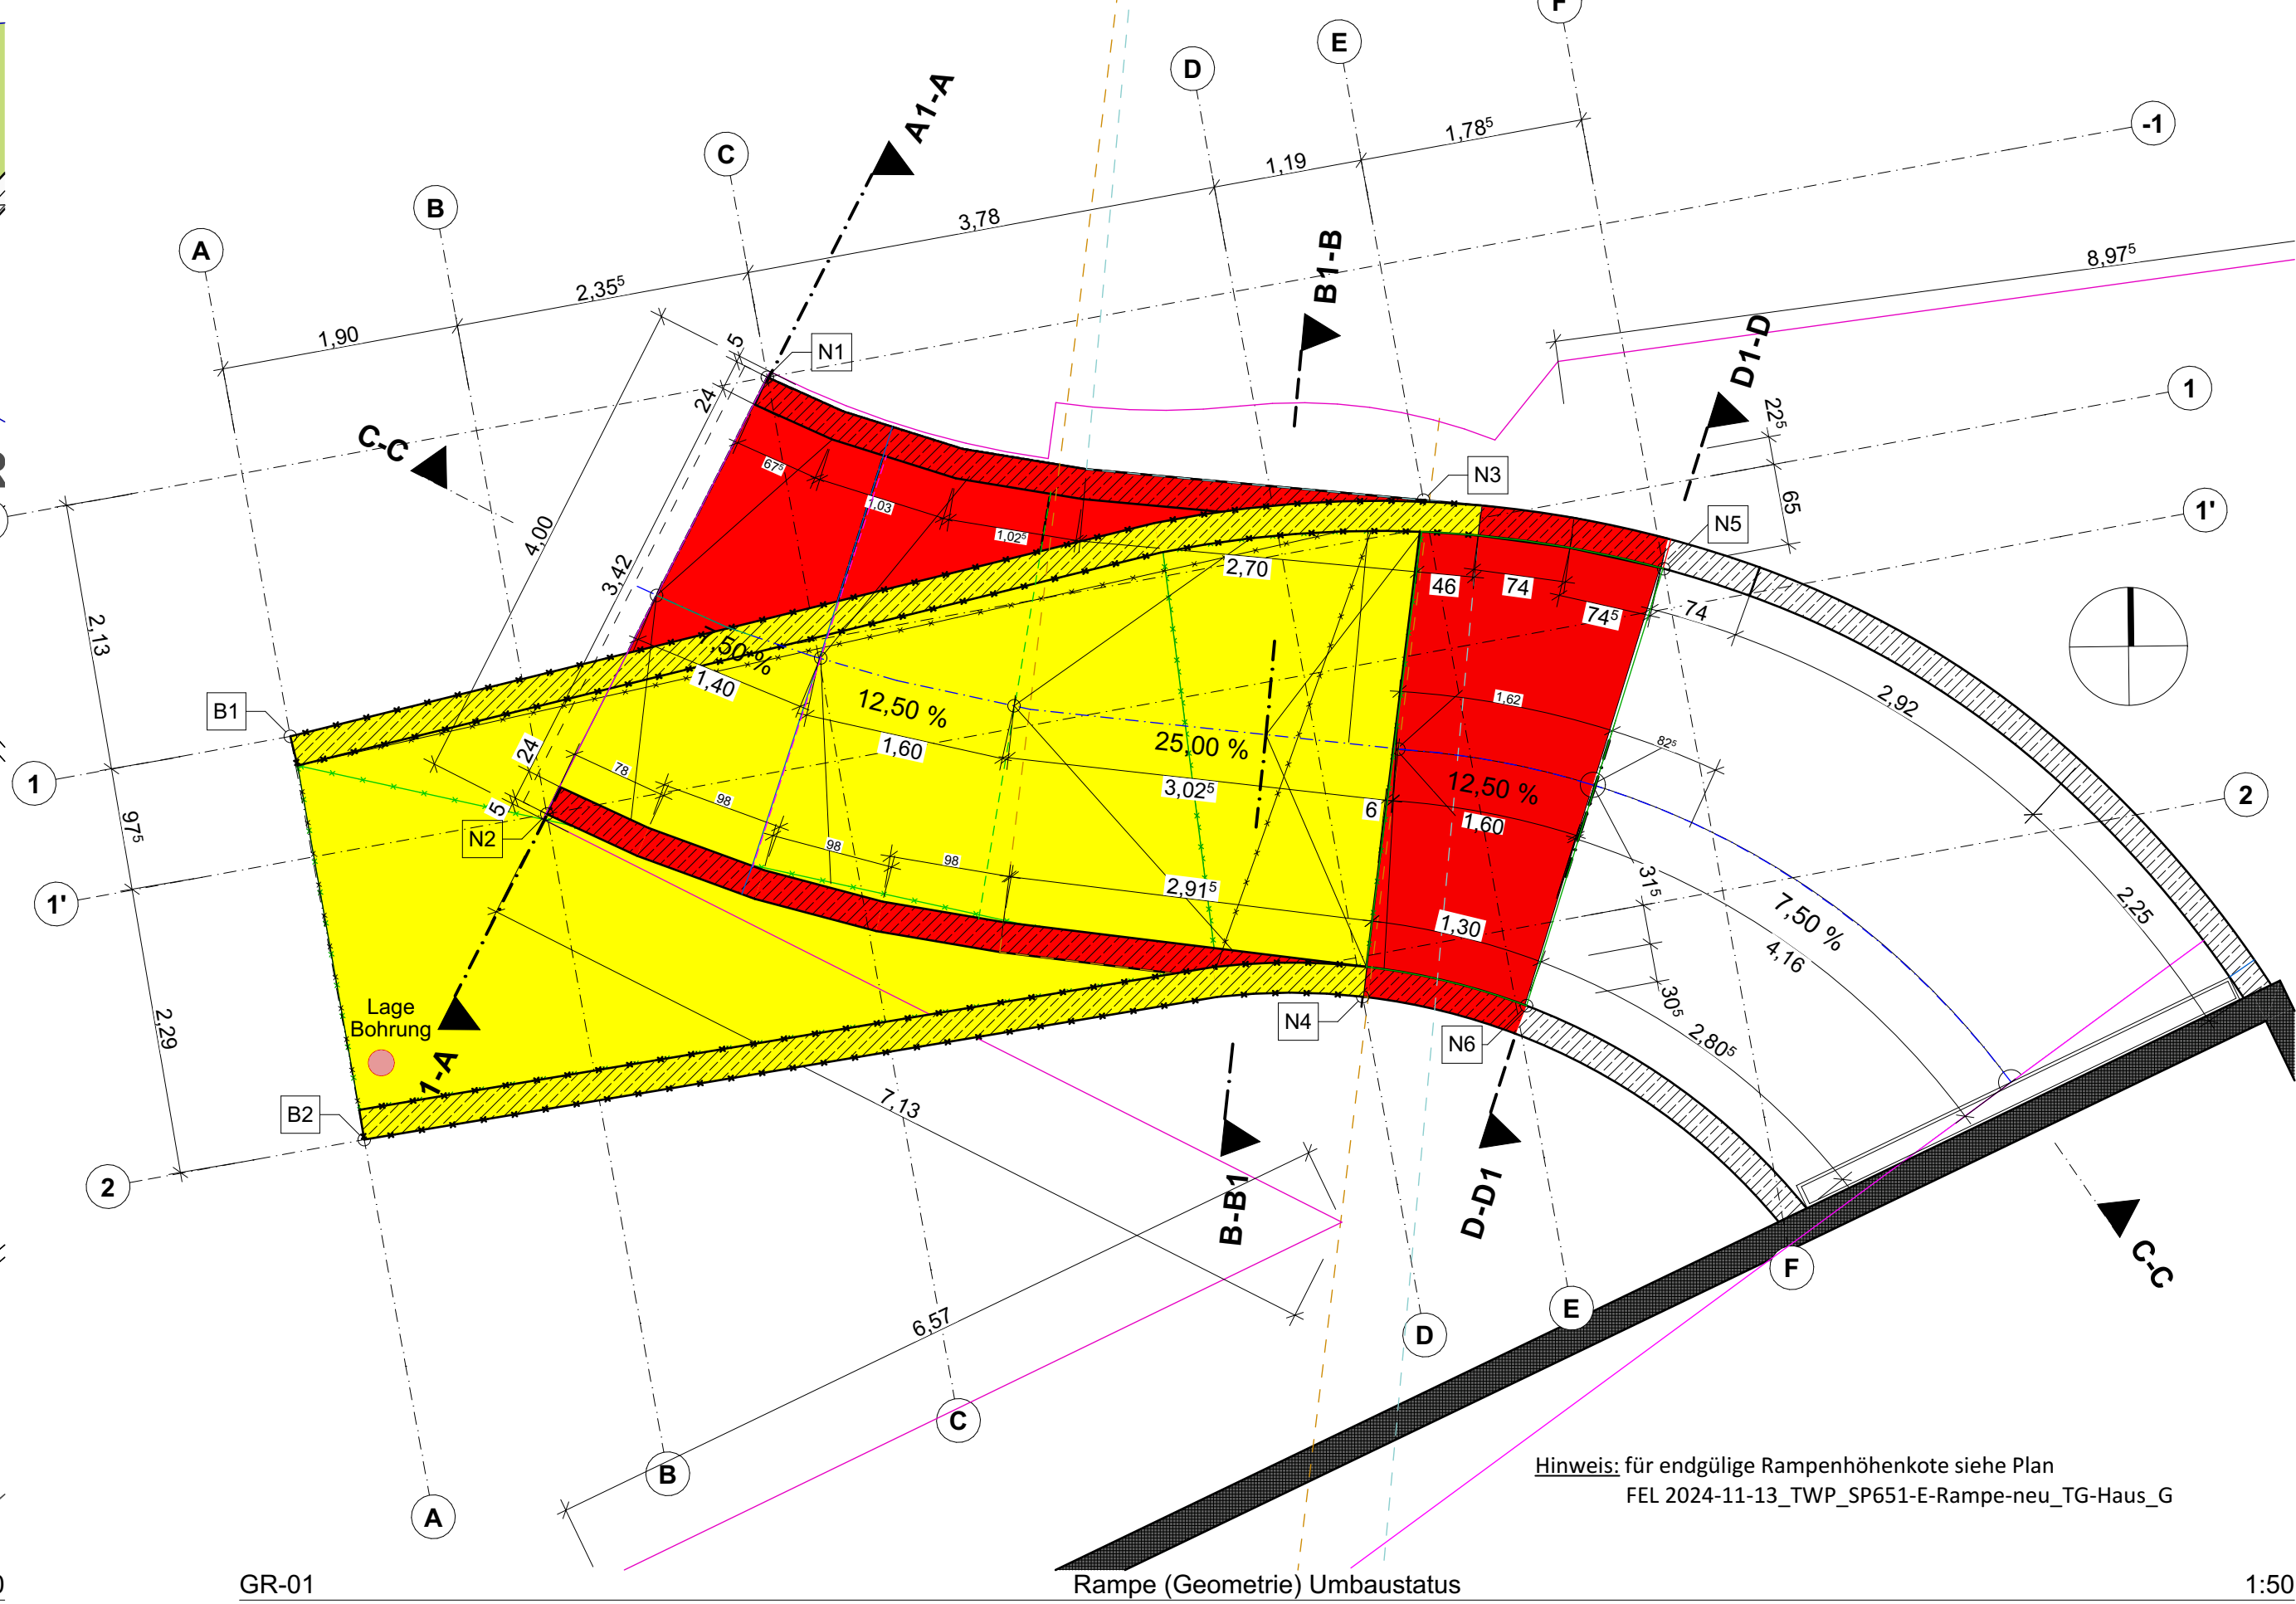 F
E
D
-1
A1-A
C
1,78⁵
1,19
B
3,78
A
B1-B
8,97⁵
2,35⁵
1,90
D1-D
5
N1
1
24
22⁵
C-C
67⁵
N3
1,03
65
1'
4,00
1,02⁵
N5
3,42
2,70
46
74
74⁵
74
2,13
,50 %
1,40
12,50 %
1,62
2,92
B1
25,00 %
82⁵
24
1,60
78
3,02⁵
12,50 %
1
98
6
1,60
2
5
97⁵
N2
98
98
2,91⁵
31⁵
1'
1,30
7,50 %
2,25
4,16
Lage
Bohrung
2,29
N4
30⁵
N6
2,80⁵
1-A
B2
7,13
2
B-B1
D-D1
F
C-C
6,57
E
D
C
B
A
Hinweis: für endgülige Rampenhöhenkote siehe Plan
FEL 2024-11-13_TWP_SP651-E-Rampe-neu_TG-Haus_G
GR-01
Rampe (Geometrie) Umbaustatus
1:50